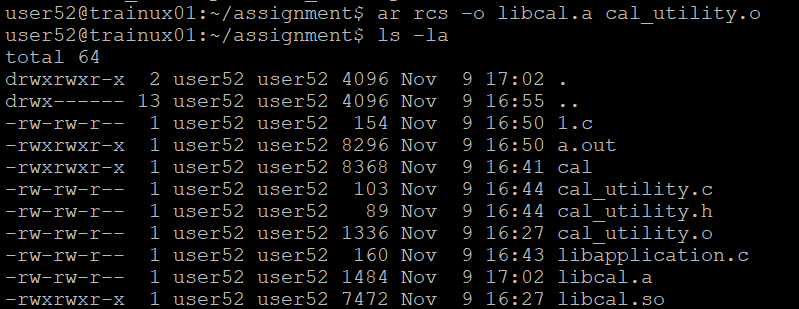 user52@trainux01:~/assignment$ ar rcs -o libcal.a cal_utility.o
user52@trainux01:~/assignment$ ls -la
total 64
drwxrwxr-x  2 user52 user52 4096 Nov  9 17:02 .
drwx------ 13 user52 user52 4096 Nov  9 16:55 ..
-rw-rw-r--  1 user52 user52  154 Nov  9 16:50 1.c
-rwxrwxr-x  1 user52 user52 8296 Nov  9 16:50 a.out
-rwxrwxr-x  1 user52 user52 8368 Nov  9 16:41 cal
-rw-rw-r--  1 user52 user52  103 Nov  9 16:44 cal_utility.c
-rw-rw-r--  1 user52 user52   89 Nov  9 16:44 cal_utility.h
-rw-rw-r--  1 user52 user52 1336 Nov  9 16:27 cal_utility.o
-rw-rw-r--  1 user52 user52  160 Nov  9 16:43 libapplication.c
-rw-rw-r--  1 user52 user52 1484 Nov  9 17:02 libcal.a
-rwxrwxr-x  1 user52 user52 7472 Nov  9 16:27 libcal.so